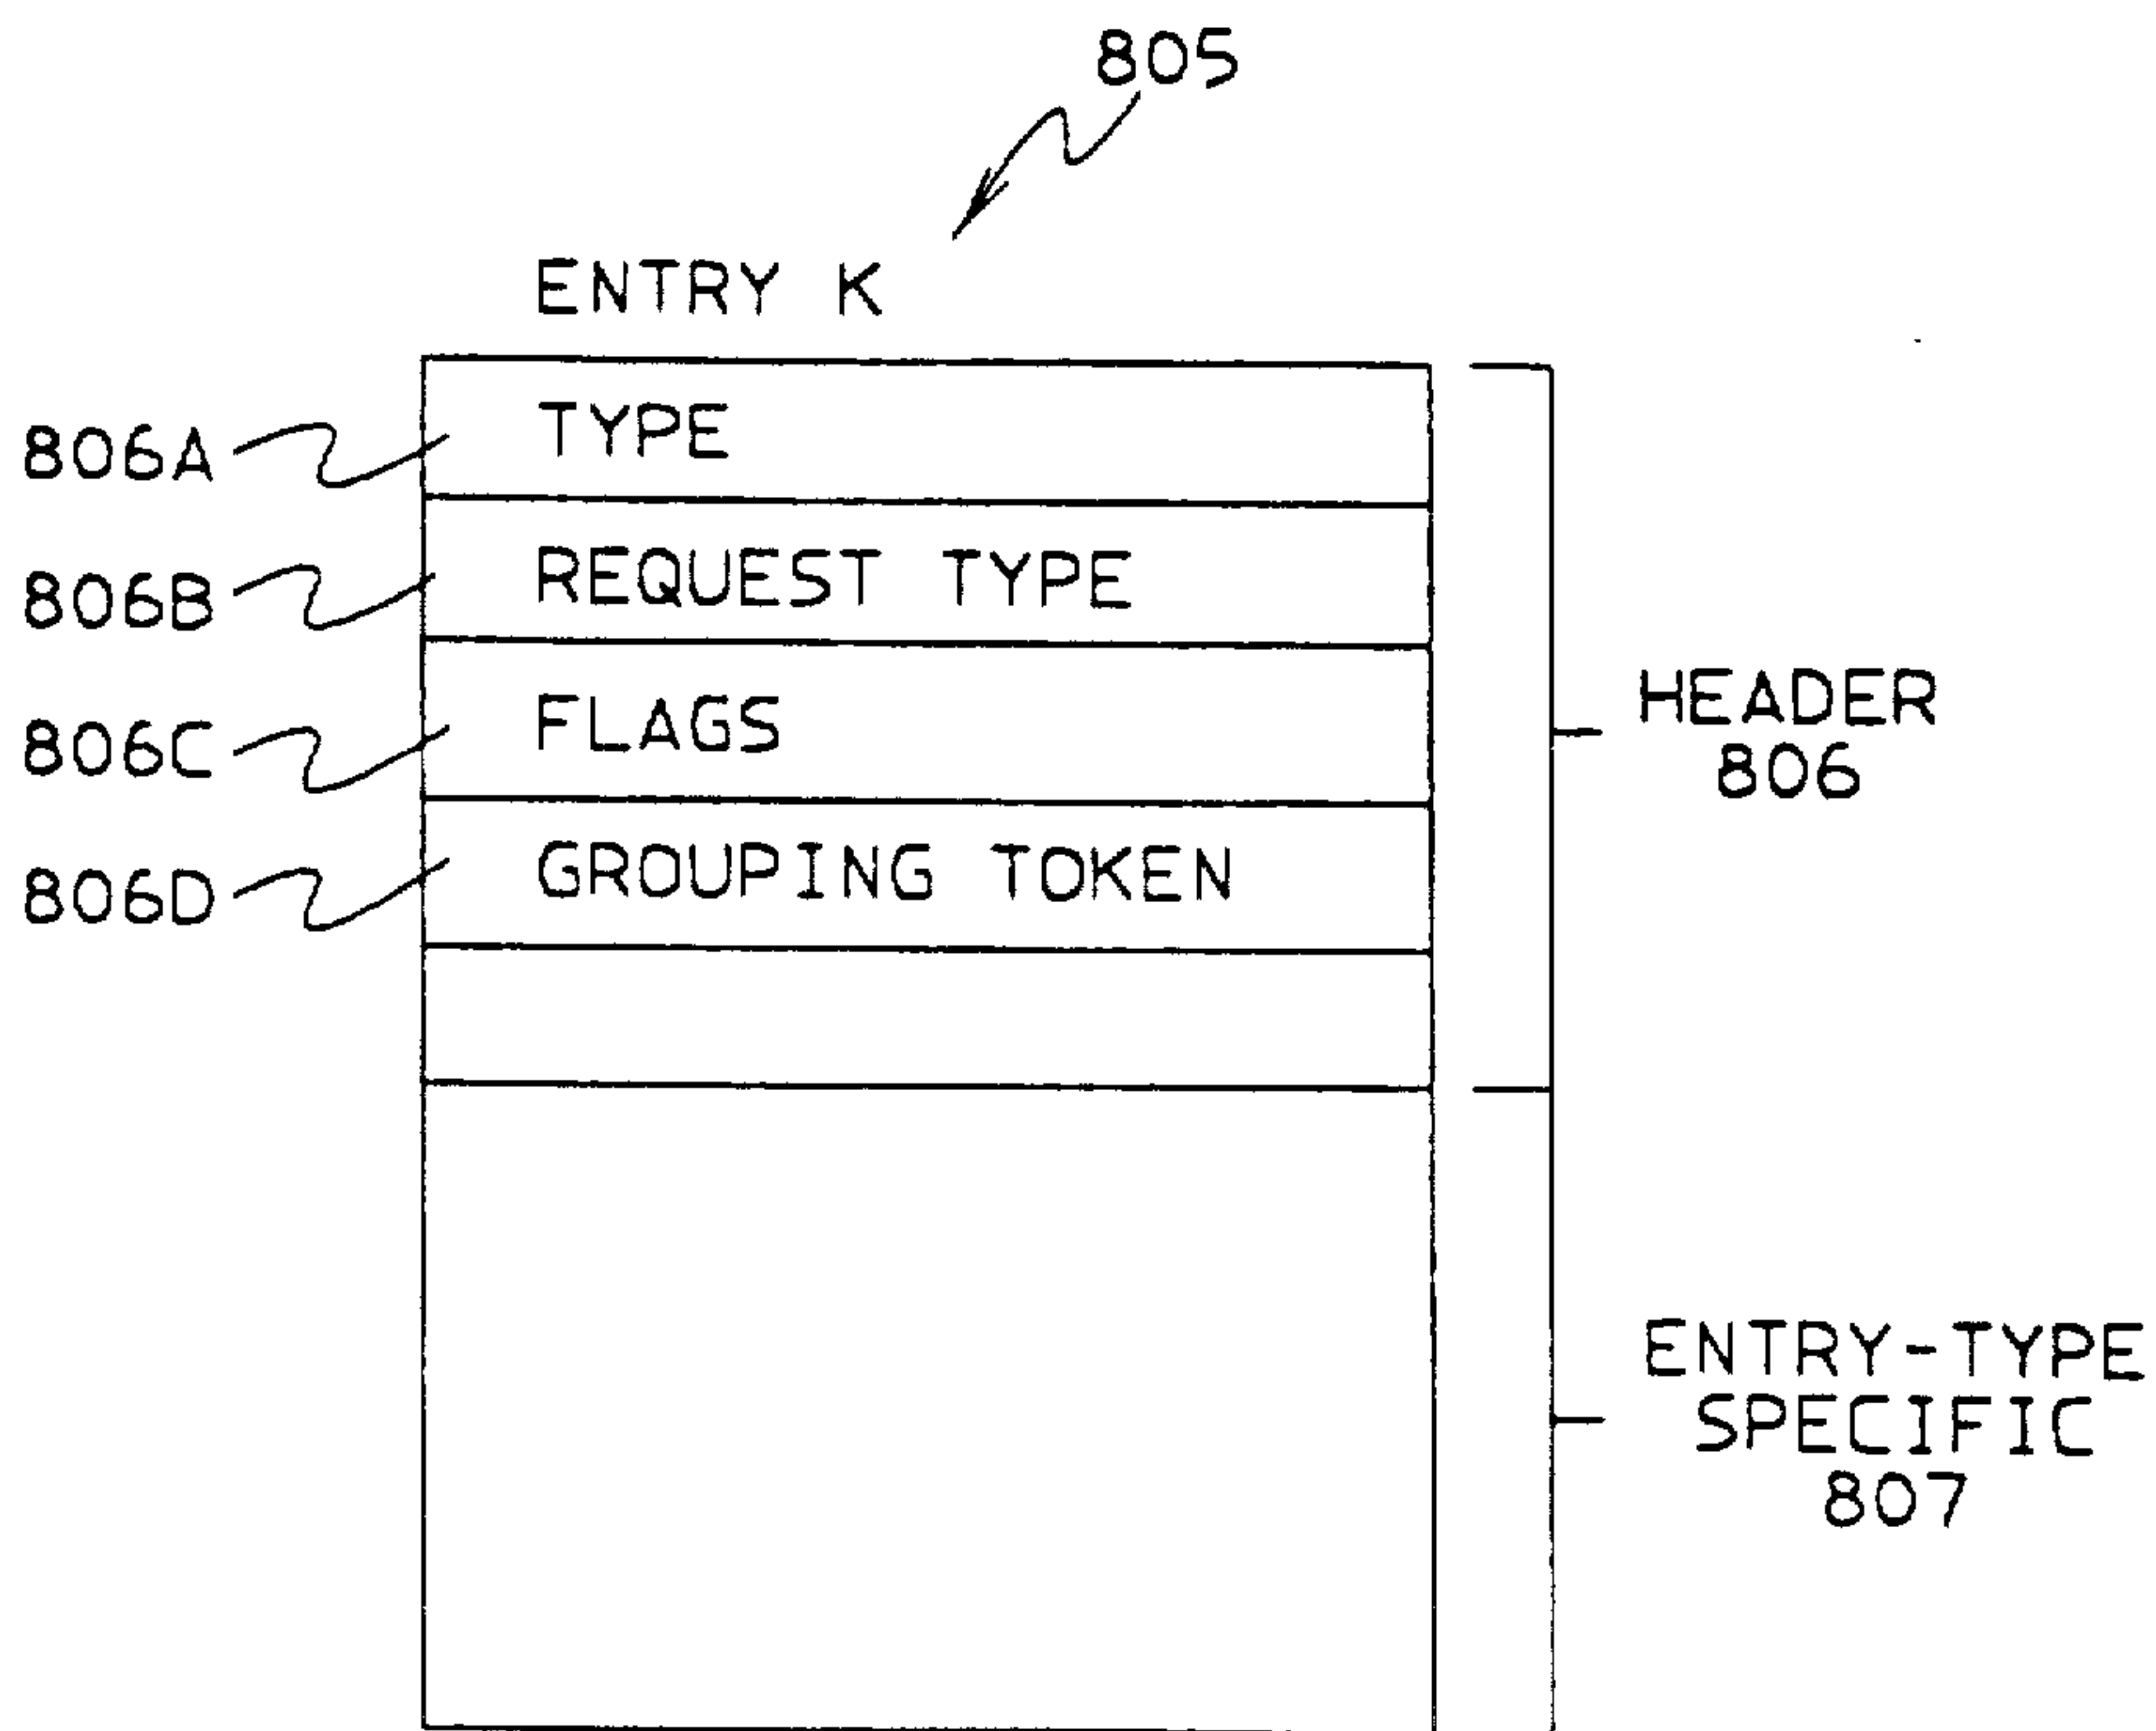 805
ENTRY K
806A
TYPE
806B
REQUEST TYPE
806C
FLAGS
806D
GROUPING TOKEN
HEADER
806
ENTRY-TYPE
SPECIFIC
807